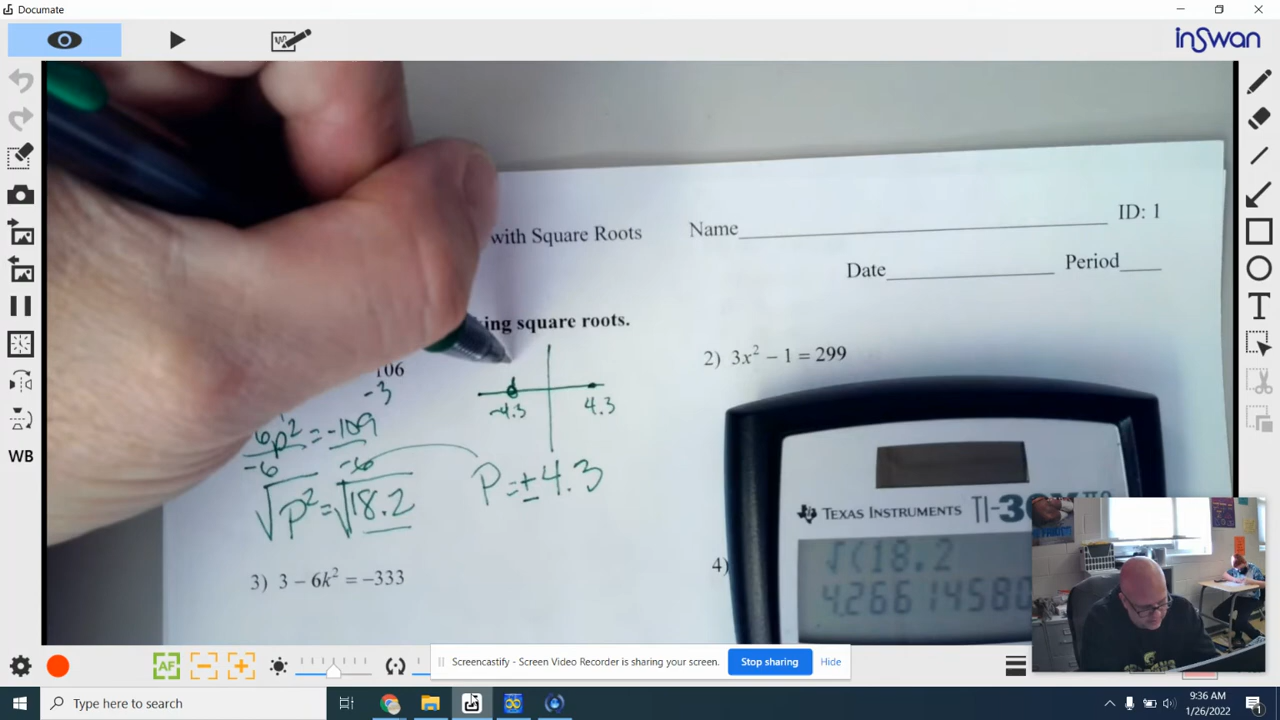 Documate
inSwan
with Square Roots
Name
ID: 1
Date
Period
ing square roots.
106
-3
6p² = -109
-6 -6
√p² = √18.2
P = ± 4.3
-4.3 4.3
2) 3x² − 1 = 299
3) 3 − 6k² = −333
4)
TEXAS INSTRUMENTS
√(18.2
4.26614580
T
WB
AF
Screencastify - Screen Video Recorder is sharing your screen.
Stop sharing
Hide
Type here to search
9:36 AM
1/26/2022
1